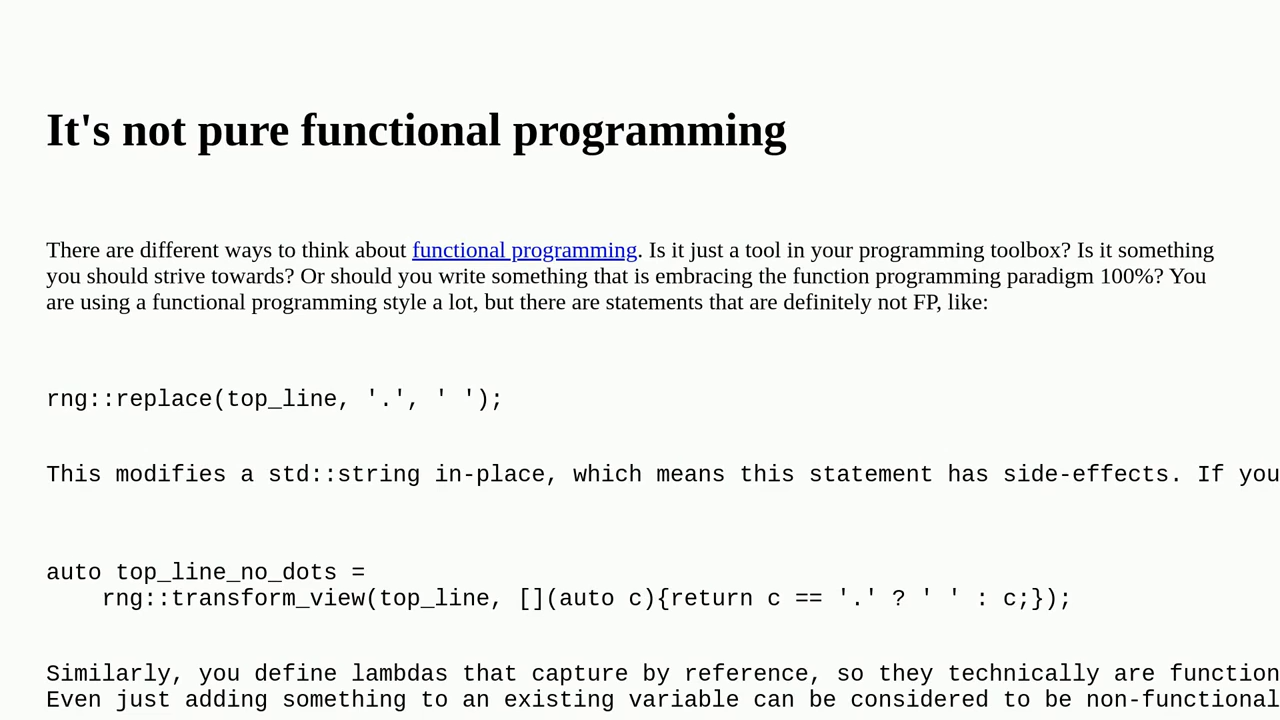 It's not pure functional programming
There are different ways to think about functional programming. Is it just a tool in your programming toolbox? Is it something
you should strive towards? Or should you write something that is embracing the function programming paradigm 100%? You
are using a functional programming style a lot, but there are statements that are definitely not FP, like:
rng::replace(top_line, '.', ' ');
This modifies a std::string in-place, which means this statement has side-effects. If you
auto top_line_no_dots =
    rng::transform_view(top_line, [](auto c){return c == '.' ? ' ' : c;});
Similarly, you define lambdas that capture by reference, so they technically are function
Even just adding something to an existing variable can be considered to be non-functional